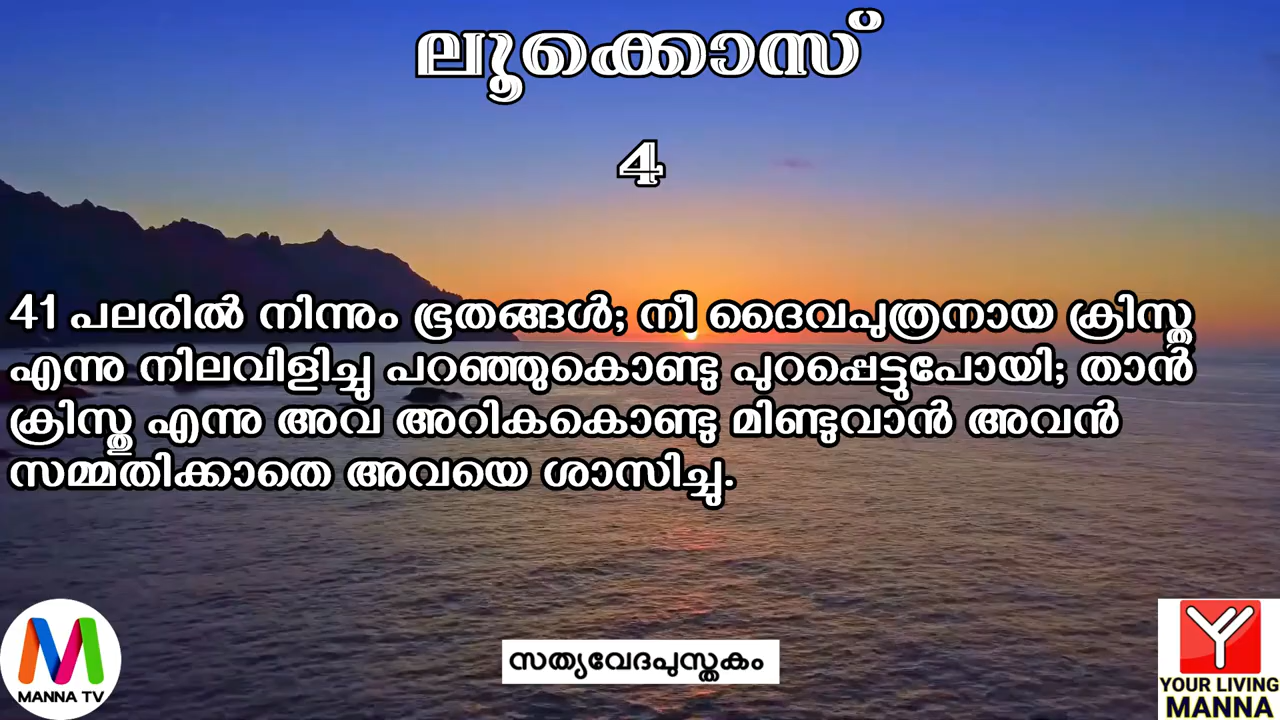 ലൂക്കൊസ്
4
41 പലരിൽ നിന്നും ഭൂതങ്ങൾ; നീ ദൈവപുത്രനായ ക്രിസ്തു
എന്നു നിലവിളിച്ചു പറഞ്ഞുകൊണ്ടു പുറപ്പെട്ടുപോയി; താൻ
ക്രിസ്തു എന്നു അവ അറികകൊണ്ടു മിണ്ടുവാൻ അവൻ
സമ്മതിക്കാതെ അവയെ ശാസിച്ചു.
സത്യവേദപുസ്തകം
MANNA TV
YOUR LIVING
MANNA